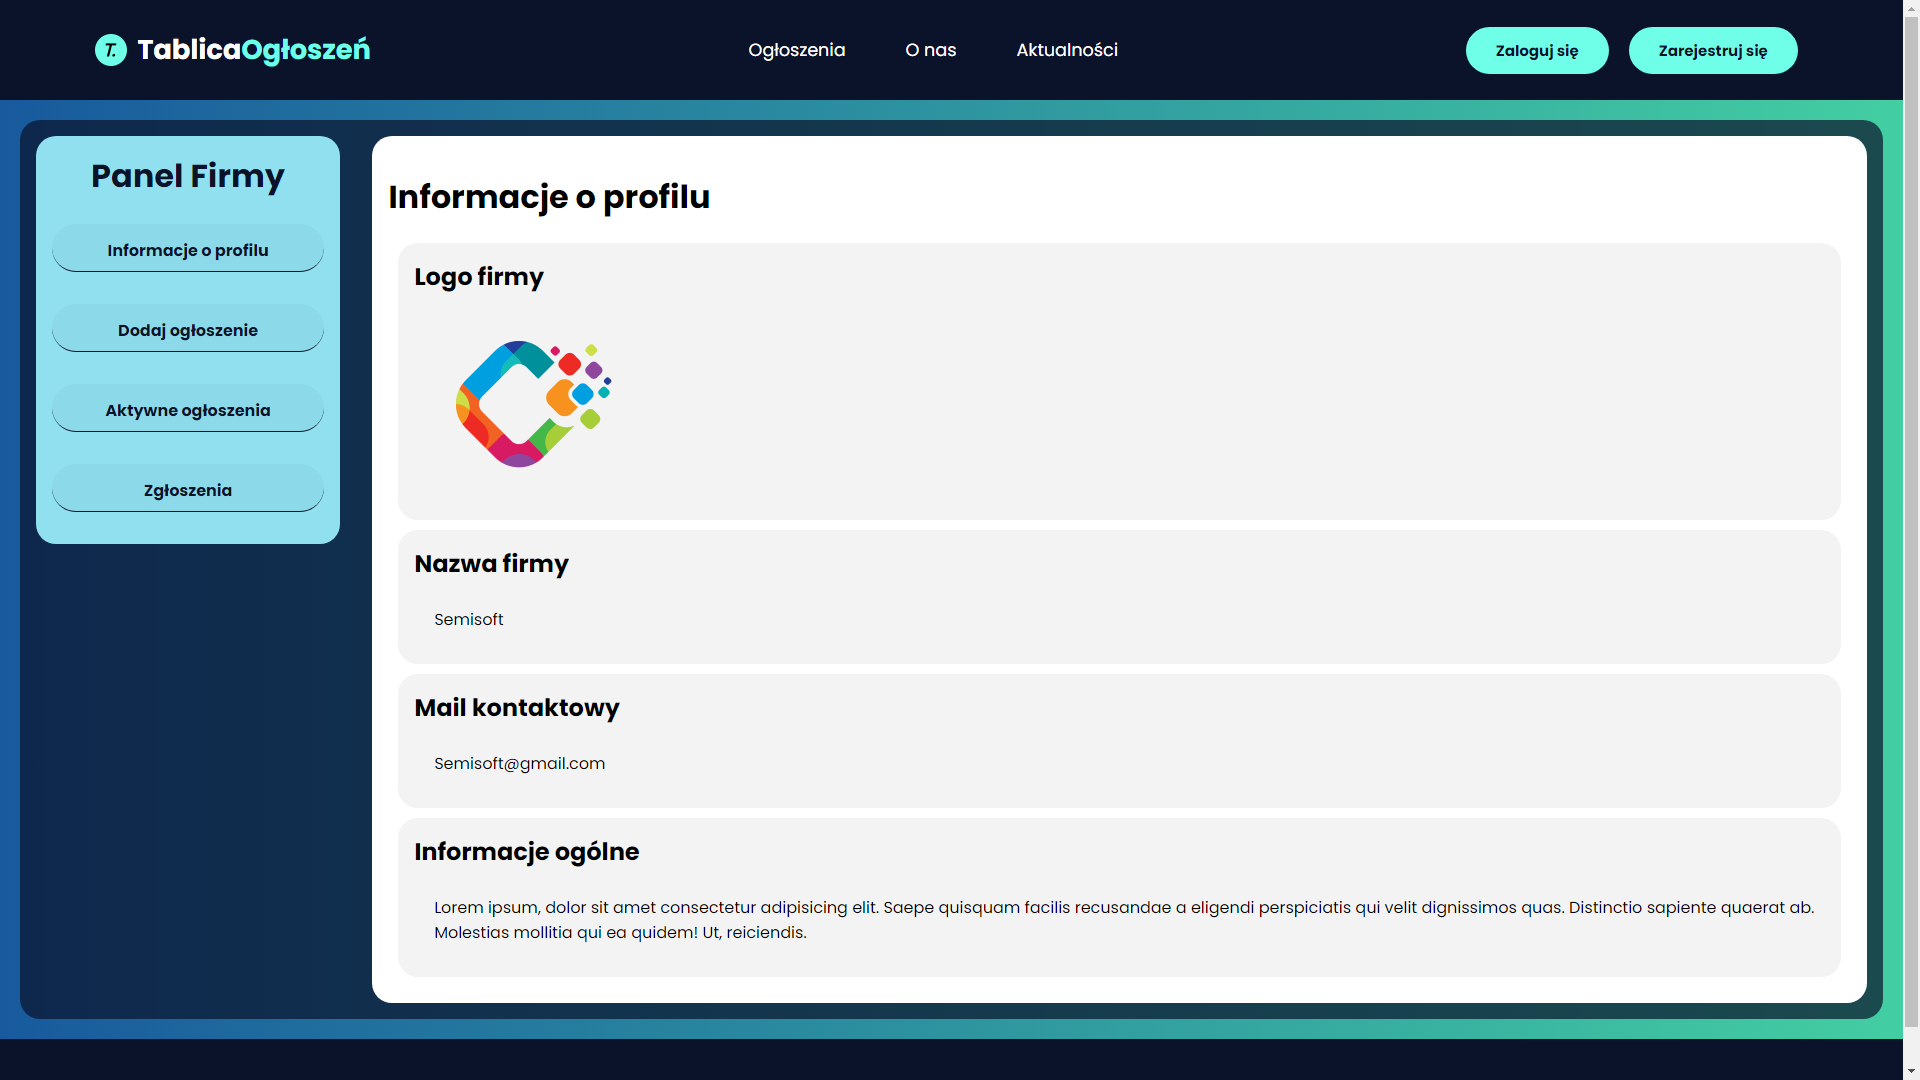 T. TablicaOgłoszeń
Ogłoszenia
O nas
Aktualności
Zaloguj się
Zarejestruj się
Panel Firmy
Informacje o profilu
Dodaj ogłoszenie
Aktywne ogłoszenia
Zgłoszenia
Informacje o profilu
Logo firmy
Nazwa firmy
Semisoft
Mail kontaktowy
Semisoft@gmail.com
Informacje ogólne
Lorem ipsum, dolor sit amet consectetur adipisicing elit. Saepe quisquam facilis recusandae a eligendi perspiciatis qui velit dignissimos quas. Distinctio sapiente quaerat ab.
Molestias mollitia qui ea quidem! Ut, reiciendis.